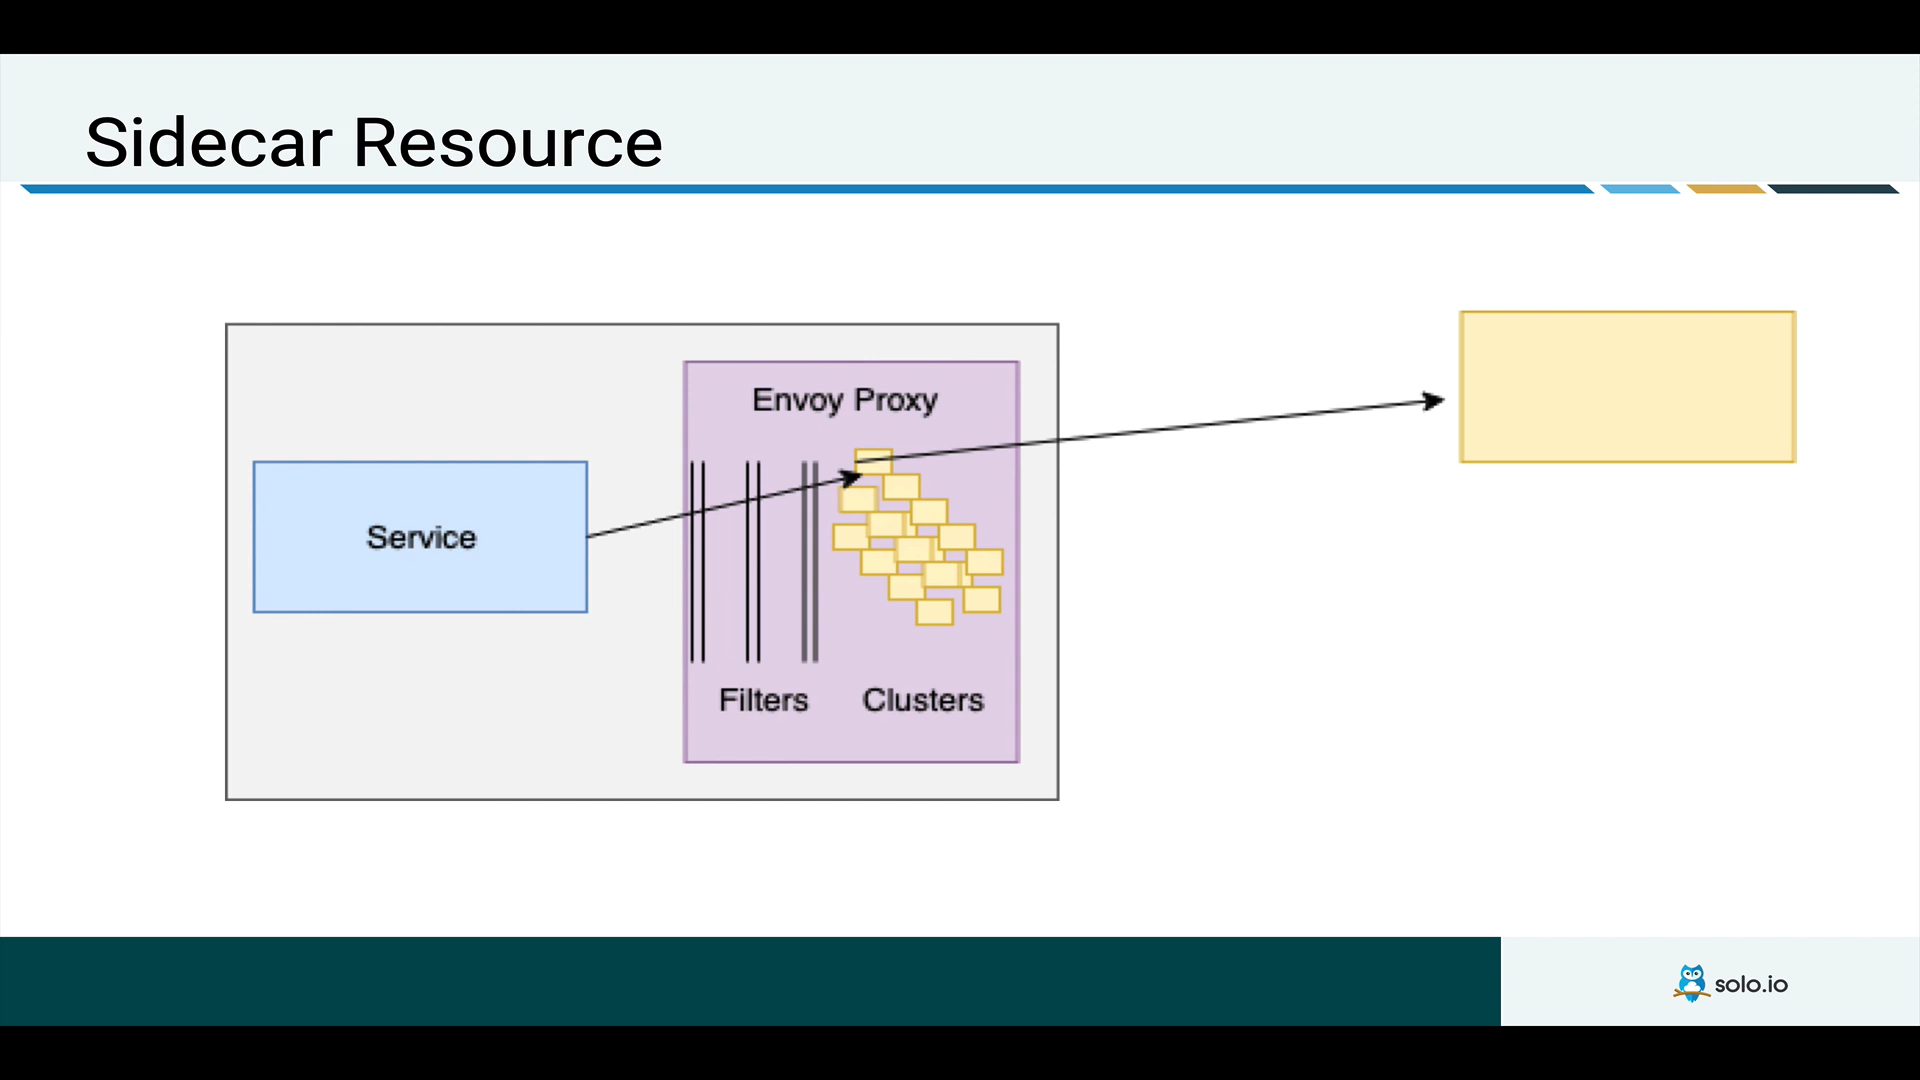 Sidecar Resource
Envoy Proxy
Service
Filters
Clusters
solo.io